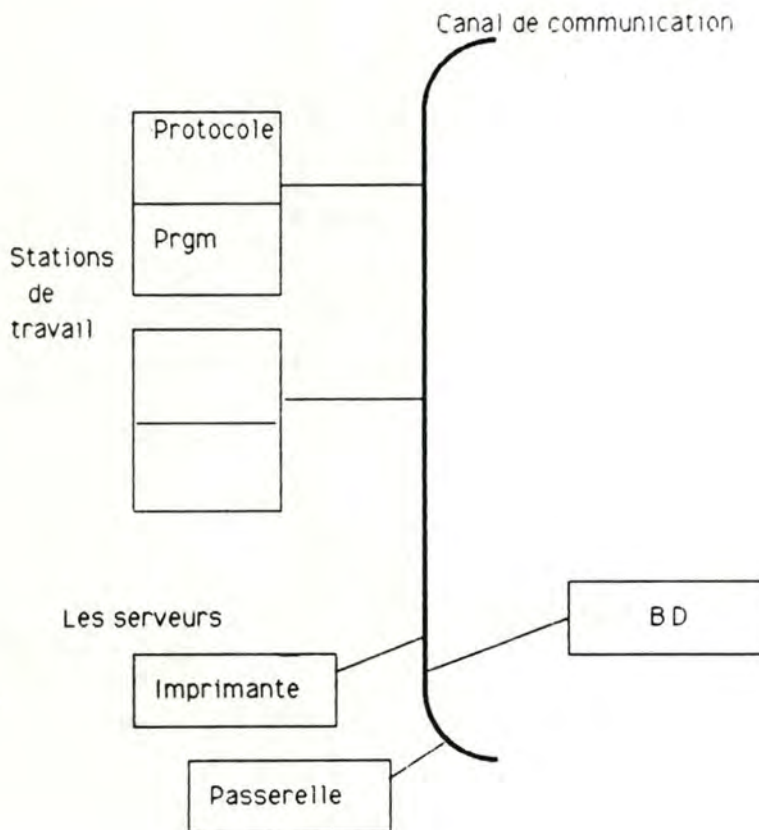 Canal de communication
Protocole
Prgm
Stations
de
travail
Les serveurs
BD
Imprimante
Passerelle